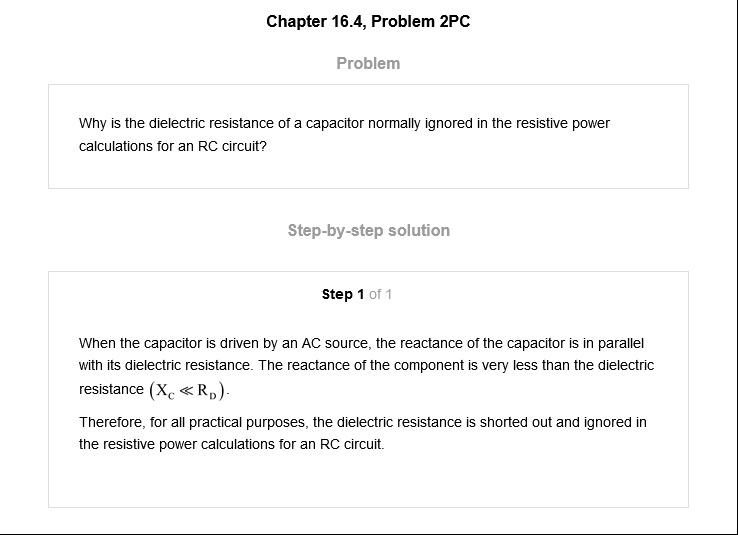 Chapter 16.4, Problem 2PC
Problem
Why is the dielectric resistance of a capacitor normally ignored in the resistive power
calculations for an RC circuit?
Step-by-step solution
Step 1 of 1
When the capacitor is driven by an AC source, the reactance of the capacitor is in parallel
with its dielectric resistance. The reactance of the component is very less than the dielectric
resistance (X_C ≪ R_D).
Therefore, for all practical purposes, the dielectric resistance is shorted out and ignored in
the resistive power calculations for an RC circuit.